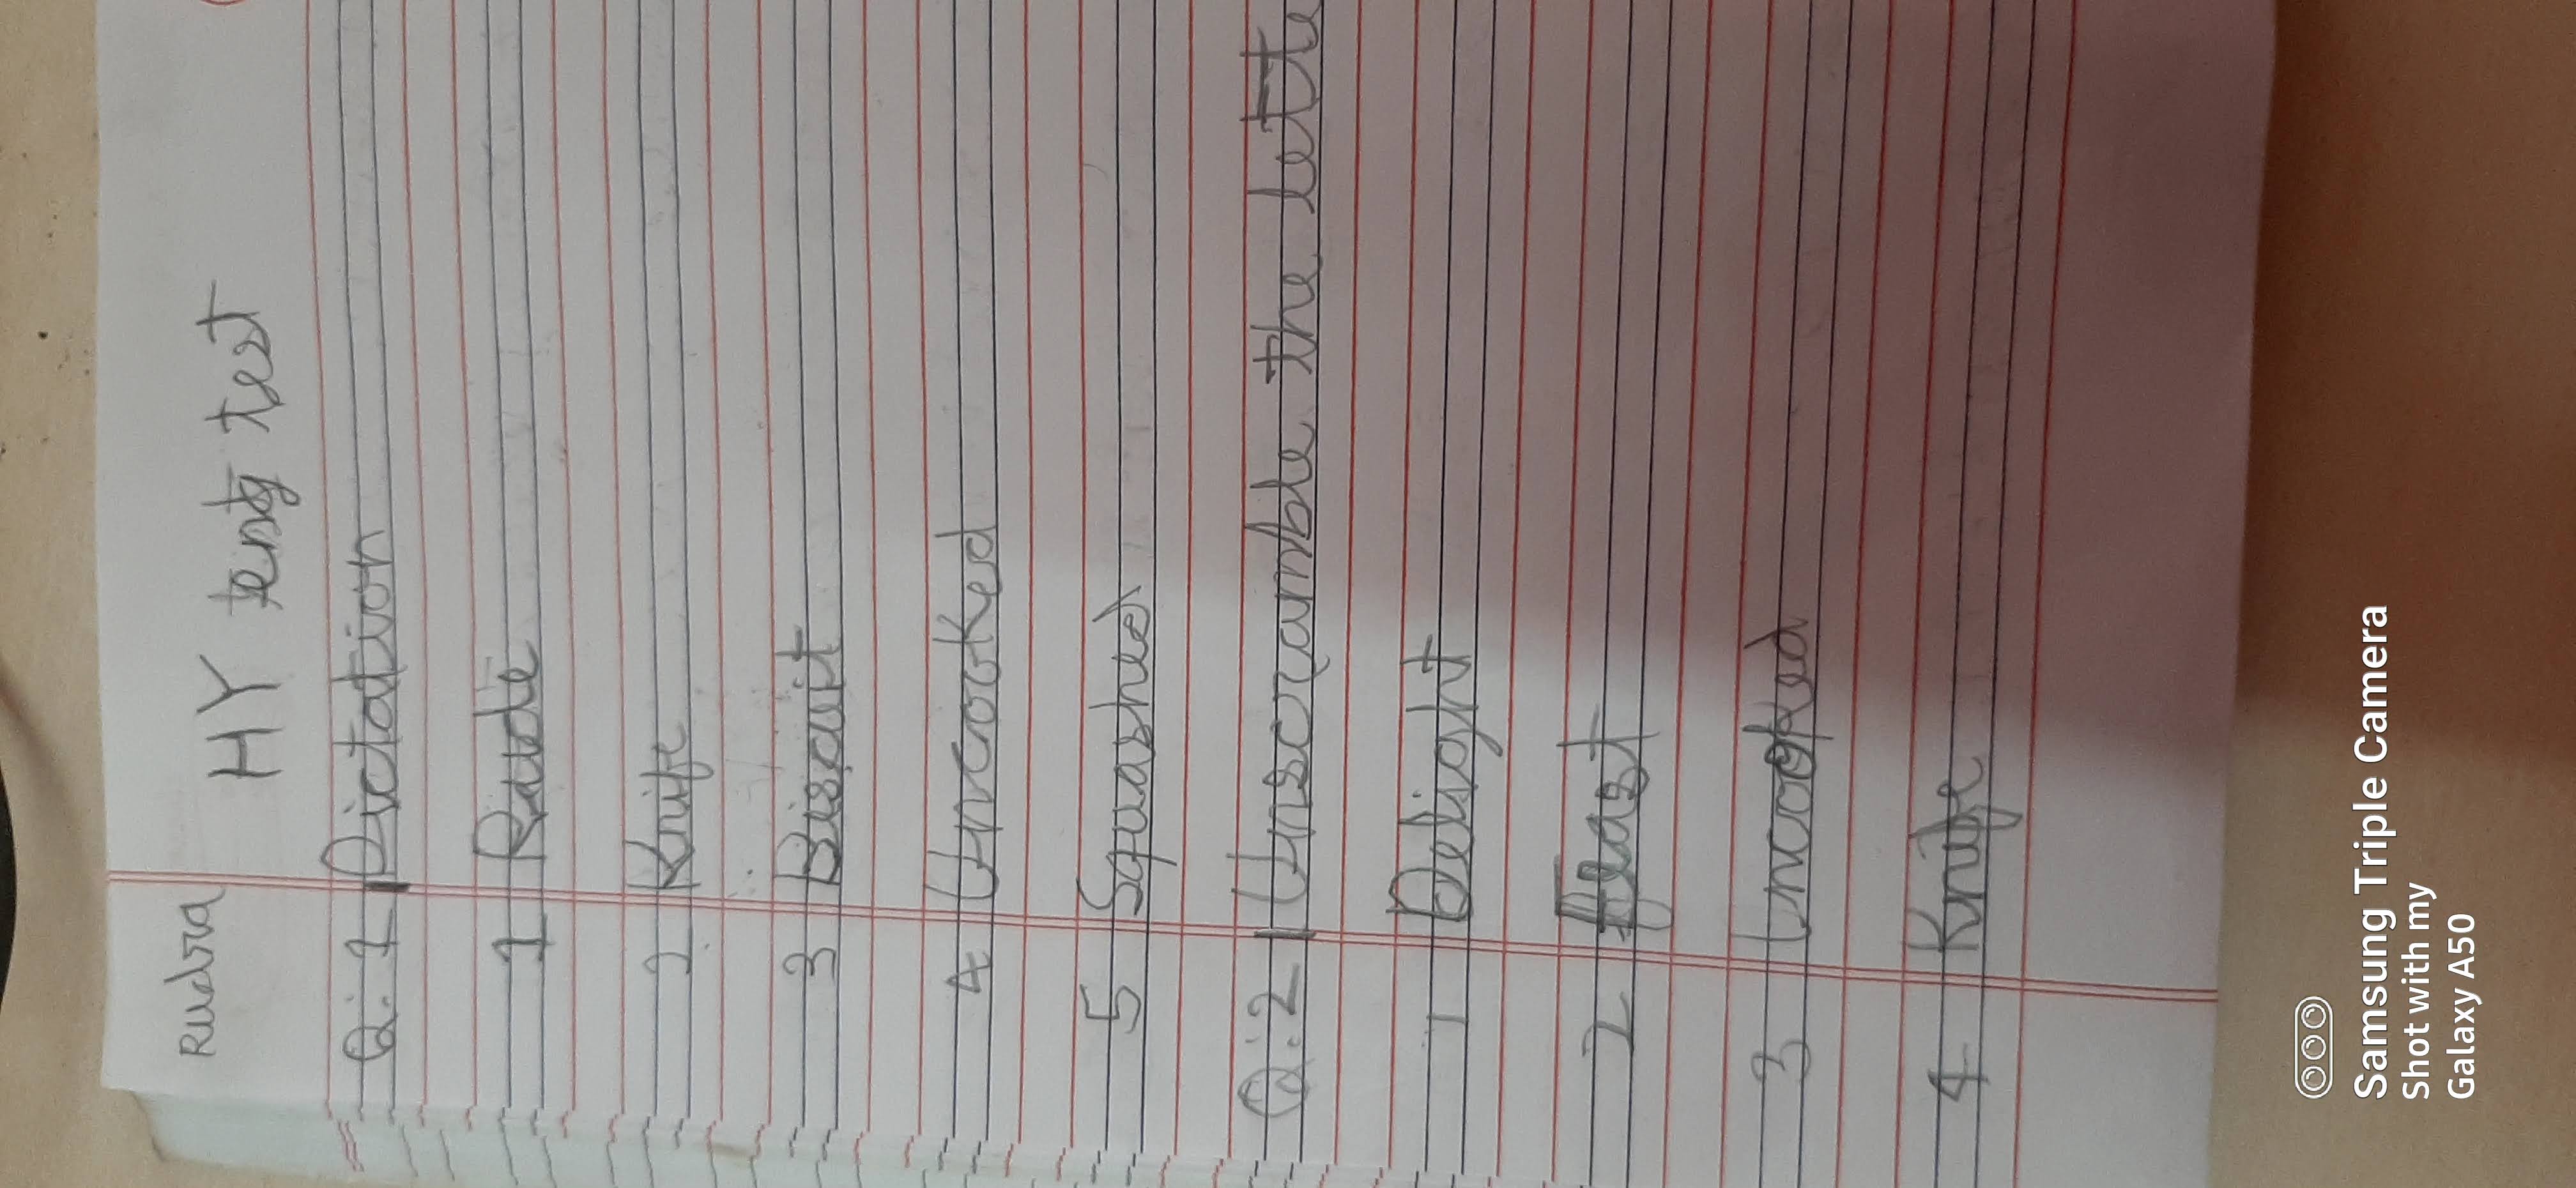 Rudra
HY test
Q.1 Dictation
1 Rude
2 Knife
3 Biscuit
4 Uncooked
5 Squashed
Q.2 Unscramble the lette
1 Delight
2 Feast
3 Uncooked
4 Knife
Samsung Triple Camera
Shot with my
Galaxy A50